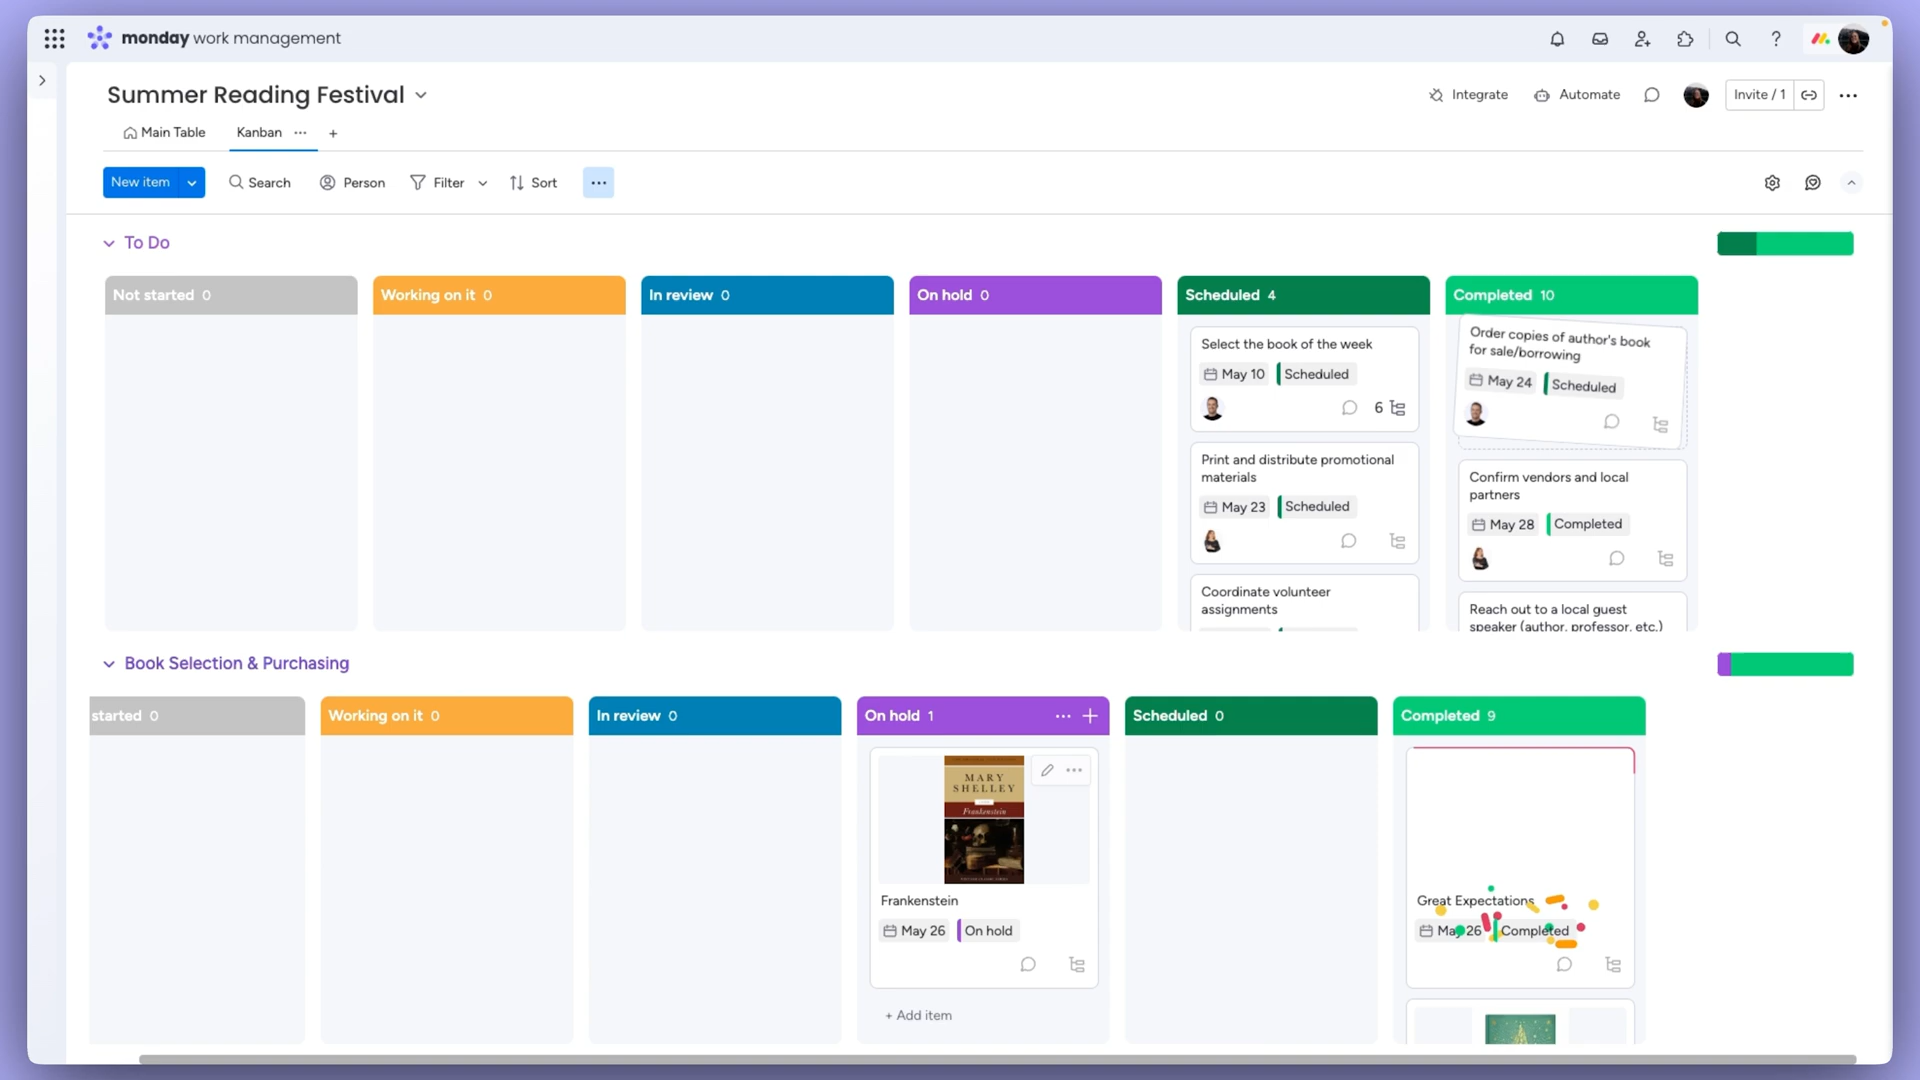 monday work management
Summer Reading Festival
Integrate
Automate
Invite / 1
Main Table
Kanban
New item
Search
Person
Filter
Sort
To Do
Not started 0
Working on it 0
In review 0
On hold 0
Scheduled 4
Completed 10
Select the book of the week
May 10
Scheduled
6
Print and distribute promotional
materials
May 23
Scheduled
Coordinate volunteer
assignments
Order copies of author's book
for sale/borrowing
May 24
Scheduled
Confirm vendors and local
partners
May 28
Completed
Reach out to a local guest
speaker (author, professor, etc.)
Book Selection & Purchasing
started 0
Working on it 0
In review 0
On hold 1
Scheduled 0
Completed 9
MARY
SHELLEY
Frankenstein
Frankenstein
May 26
On hold
+ Add item
Great Expectations
May 26
Completed